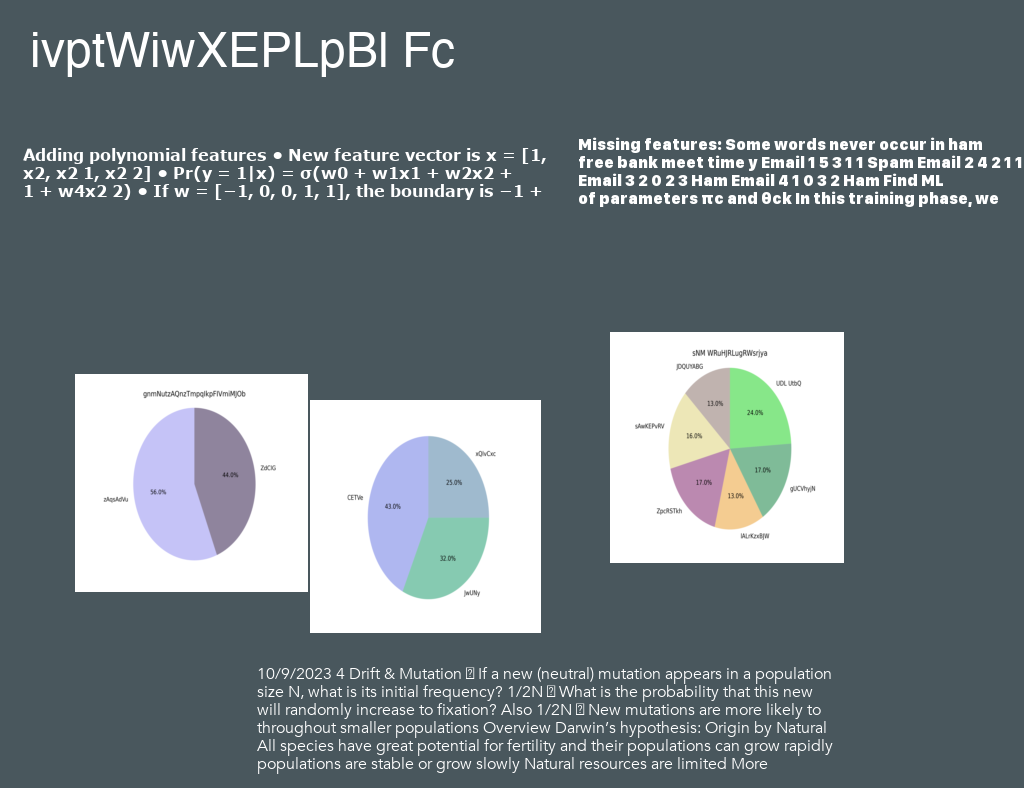 ivptWiwXEPLpBl Fc
Adding polynomial features • New feature vector is x = [1,
x2, x2 1, x2 2] • Pr(y = 1|x) = σ(w0 + w1x1 + w2x2 +
1 + w4x2 2) • If w = [−1, 0, 0, 1, 1], the boundary is −1 +
Missing features: Some words never occur in ham
free bank meet time y Email 1 5 3 1 1 Spam Email 2 4 2 1 1
Email 3 2 0 2 3 Ham Email 4 1 0 3 2 Ham Find ML
of parameters πc and θck In this training phase, we
gnmNutzAQnzTmpqlkpFlVmiMJOb
56.0%
44.0%
ZdCIG
zAqsAdVu
xQlvCxc
25.0%
CETVe
43.0%
32.0%
JwUNy
sNM WRuHJRLugRWsrjya
JDQUYABG
UDL UtbQ
13.0%
24.0%
sAwKEPvRV
16.0%
17.0%
17.0%
gUCVhyjN
13.0%
ZpcRSTkh
IALrKzxBJW
10/9/2023 4 Drift & Mutation If a new (neutral) mutation appears in a population
size N, what is its initial frequency? 1/2N What is the probability that this new
will randomly increase to fixation? Also 1/2N New mutations are more likely to
throughout smaller populations Overview Darwin’s hypothesis: Origin by Natural
All species have great potential for fertility and their populations can grow rapidly
populations are stable or grow slowly Natural resources are limited More